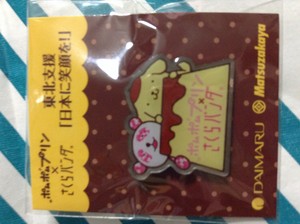 東北支援
「日本に笑顔を!」
ポムポムプリン
×
さくらパンダ
ポムポムプリン
×
さくらパンダ
DAIMARU
Matsuzakaya